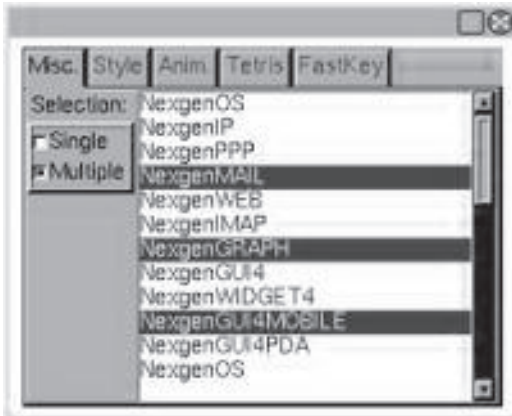 Misc. Style Anim. Tetris FastKey
Selection:
Single
Multiple
NexgenOS
NexgenIP
NexgenPPP
NexgenMAIL
NexgenWEB
NexgenIMAP
NexgenGRAPH
NexgenGUI4
NexgenWIDGET4
NexgenGUI4MOBILE
NexgenGUI4PDA
NexgenOS